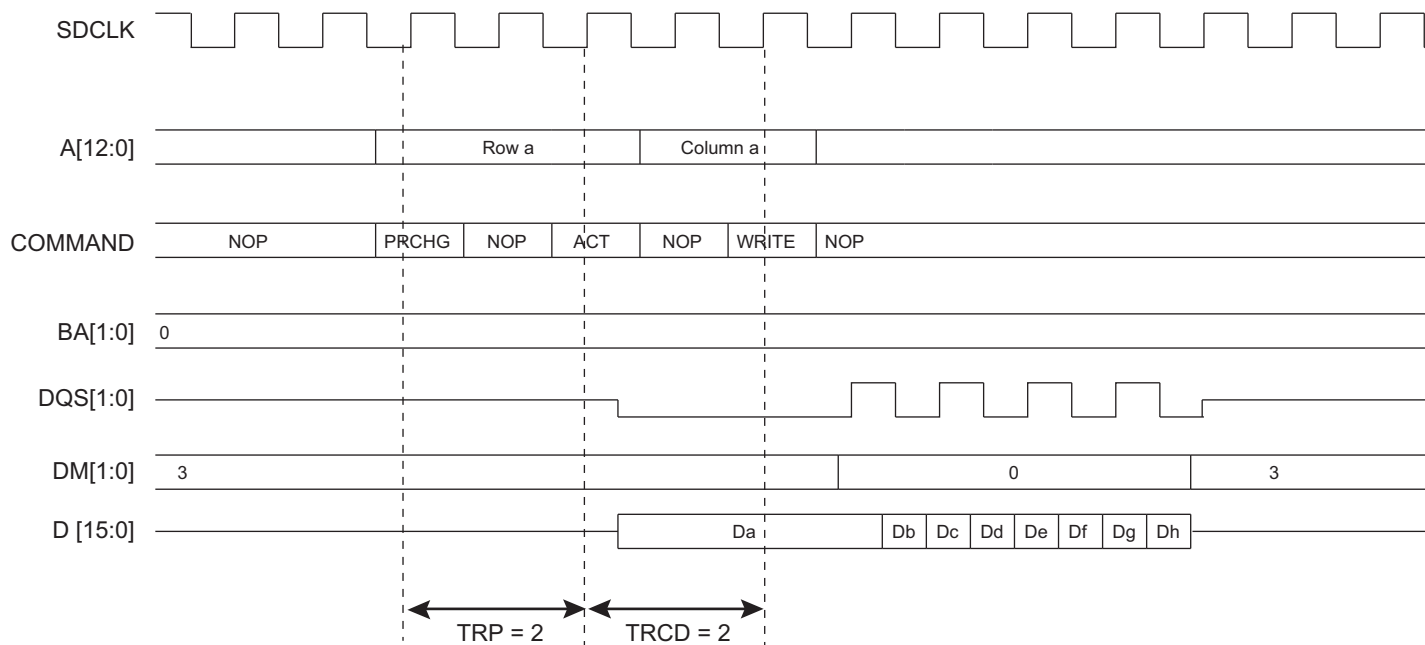 SDCLK
A[12:0] Row a Column a
COMMAND NOP PRCHG NOP ACT NOP WRITE NOP
BA[1:0] 0
DQS[1:0]
DM[1:0] 3 0 3
D [15:0] Da Db Dc Dd De Df Dg Dh
TRP = 2 TRCD = 2